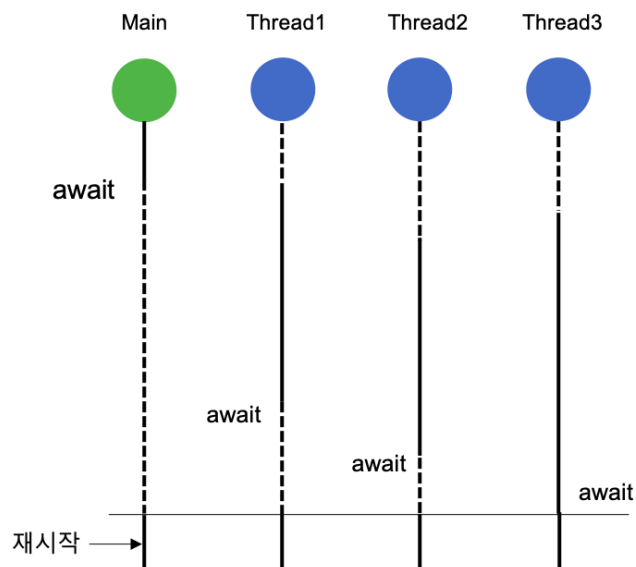 Main
Thread1
Thread2
Thread3
await
await
await
await
재시작